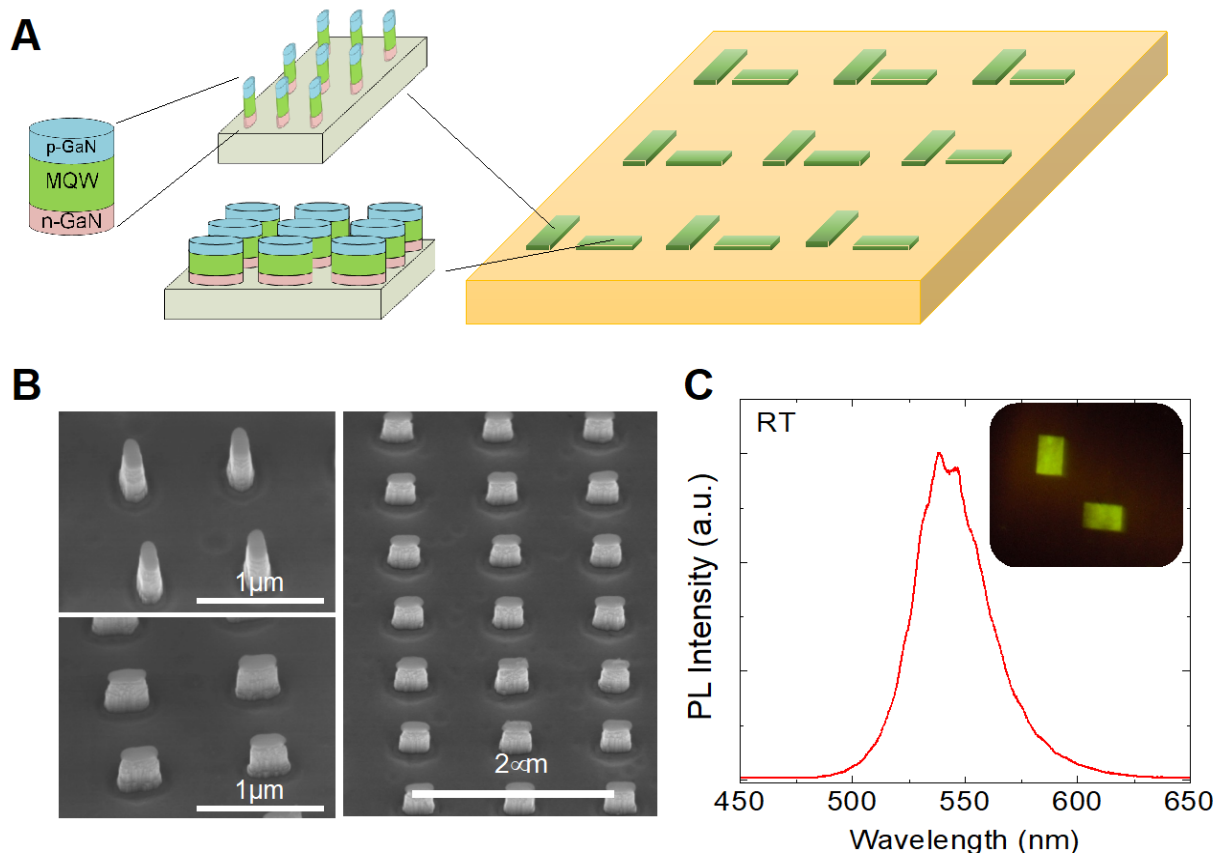 A
p-GaN
MQW
n-GaN
B
1μm
1μm
2∝m
C
RT
PL Intensity (a.u.)
450 500 550 600 650
Wavelength (nm)